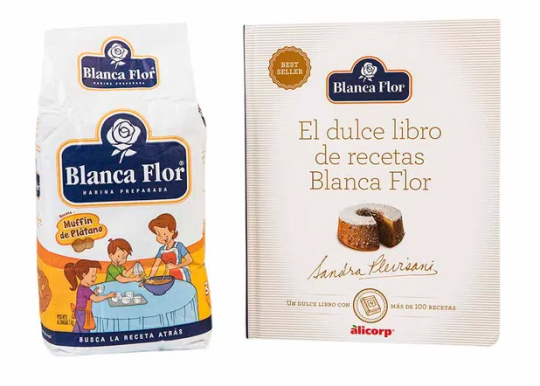 Blanca Flor
HARINA PREPARADA
Blanca Flor®
HARINA PREPARADA
Receta
Muffin
de Plátano
BUSCA LA RECETA ATRÁS
BEST
SELLER
Blanca Flor
El dulce libro
de recetas
Blanca Flor
Sandra Plevisani
UN DULCE LIBRO CON MÁS DE 100 RECETAS
alicorp®